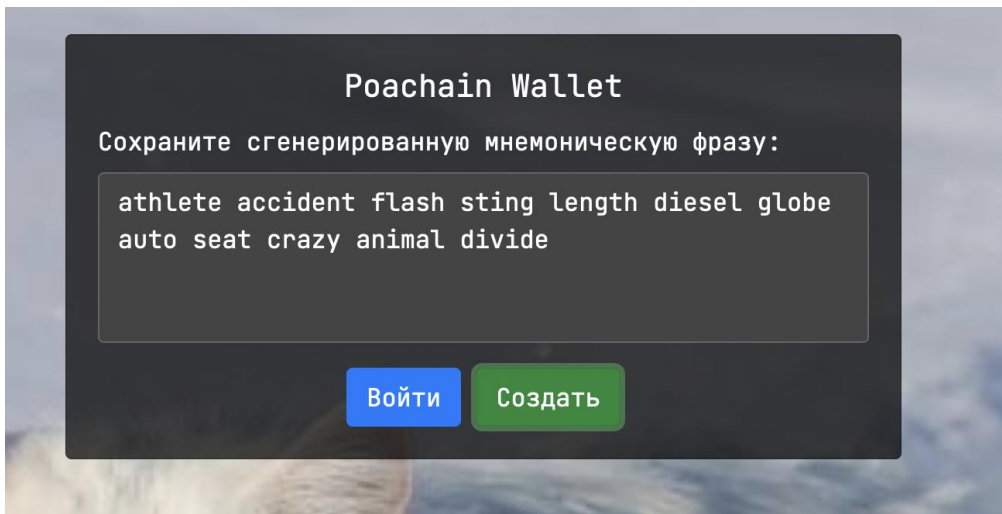 Poachain Wallet
Сохраните сгенерированную мнемоническую фразу:
athlete accident flash sting length diesel globe
auto seat crazy animal divide
Войти Создать